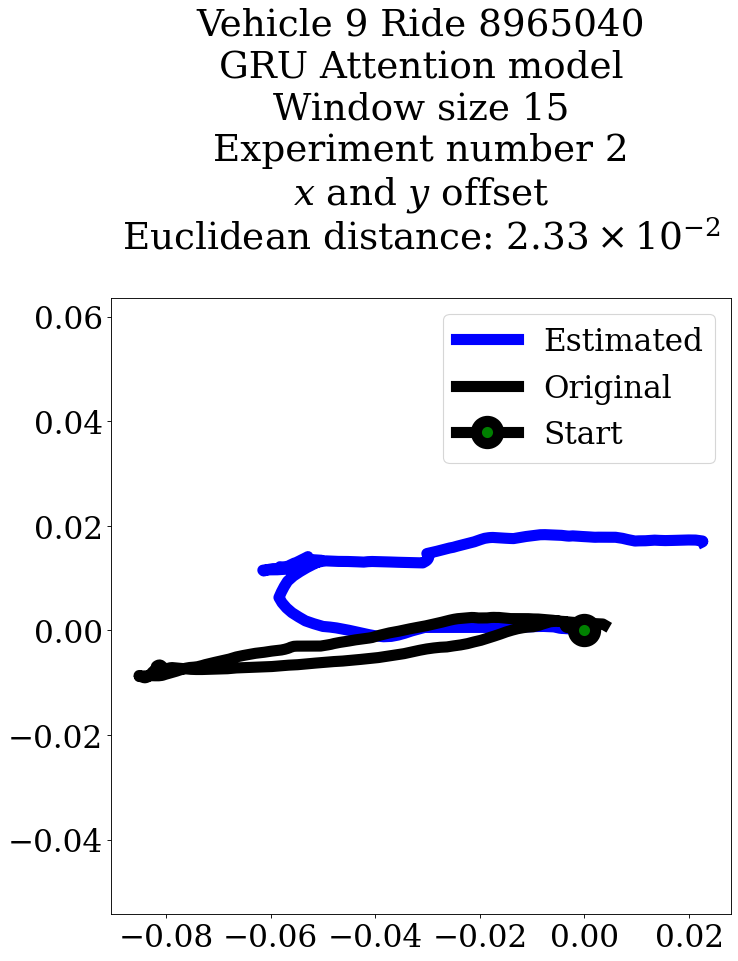 Vehicle 9 Ride 8965040
GRU Attention model
Window size 15
Experiment number 2
x and y offset
Euclidean distance: 2.33 × 10⁻²
Estimated
Original
Start
0.06
0.04
0.02
0.00
−0.02
−0.04
−0.08 −0.06 −0.04 −0.02 0.00 0.02